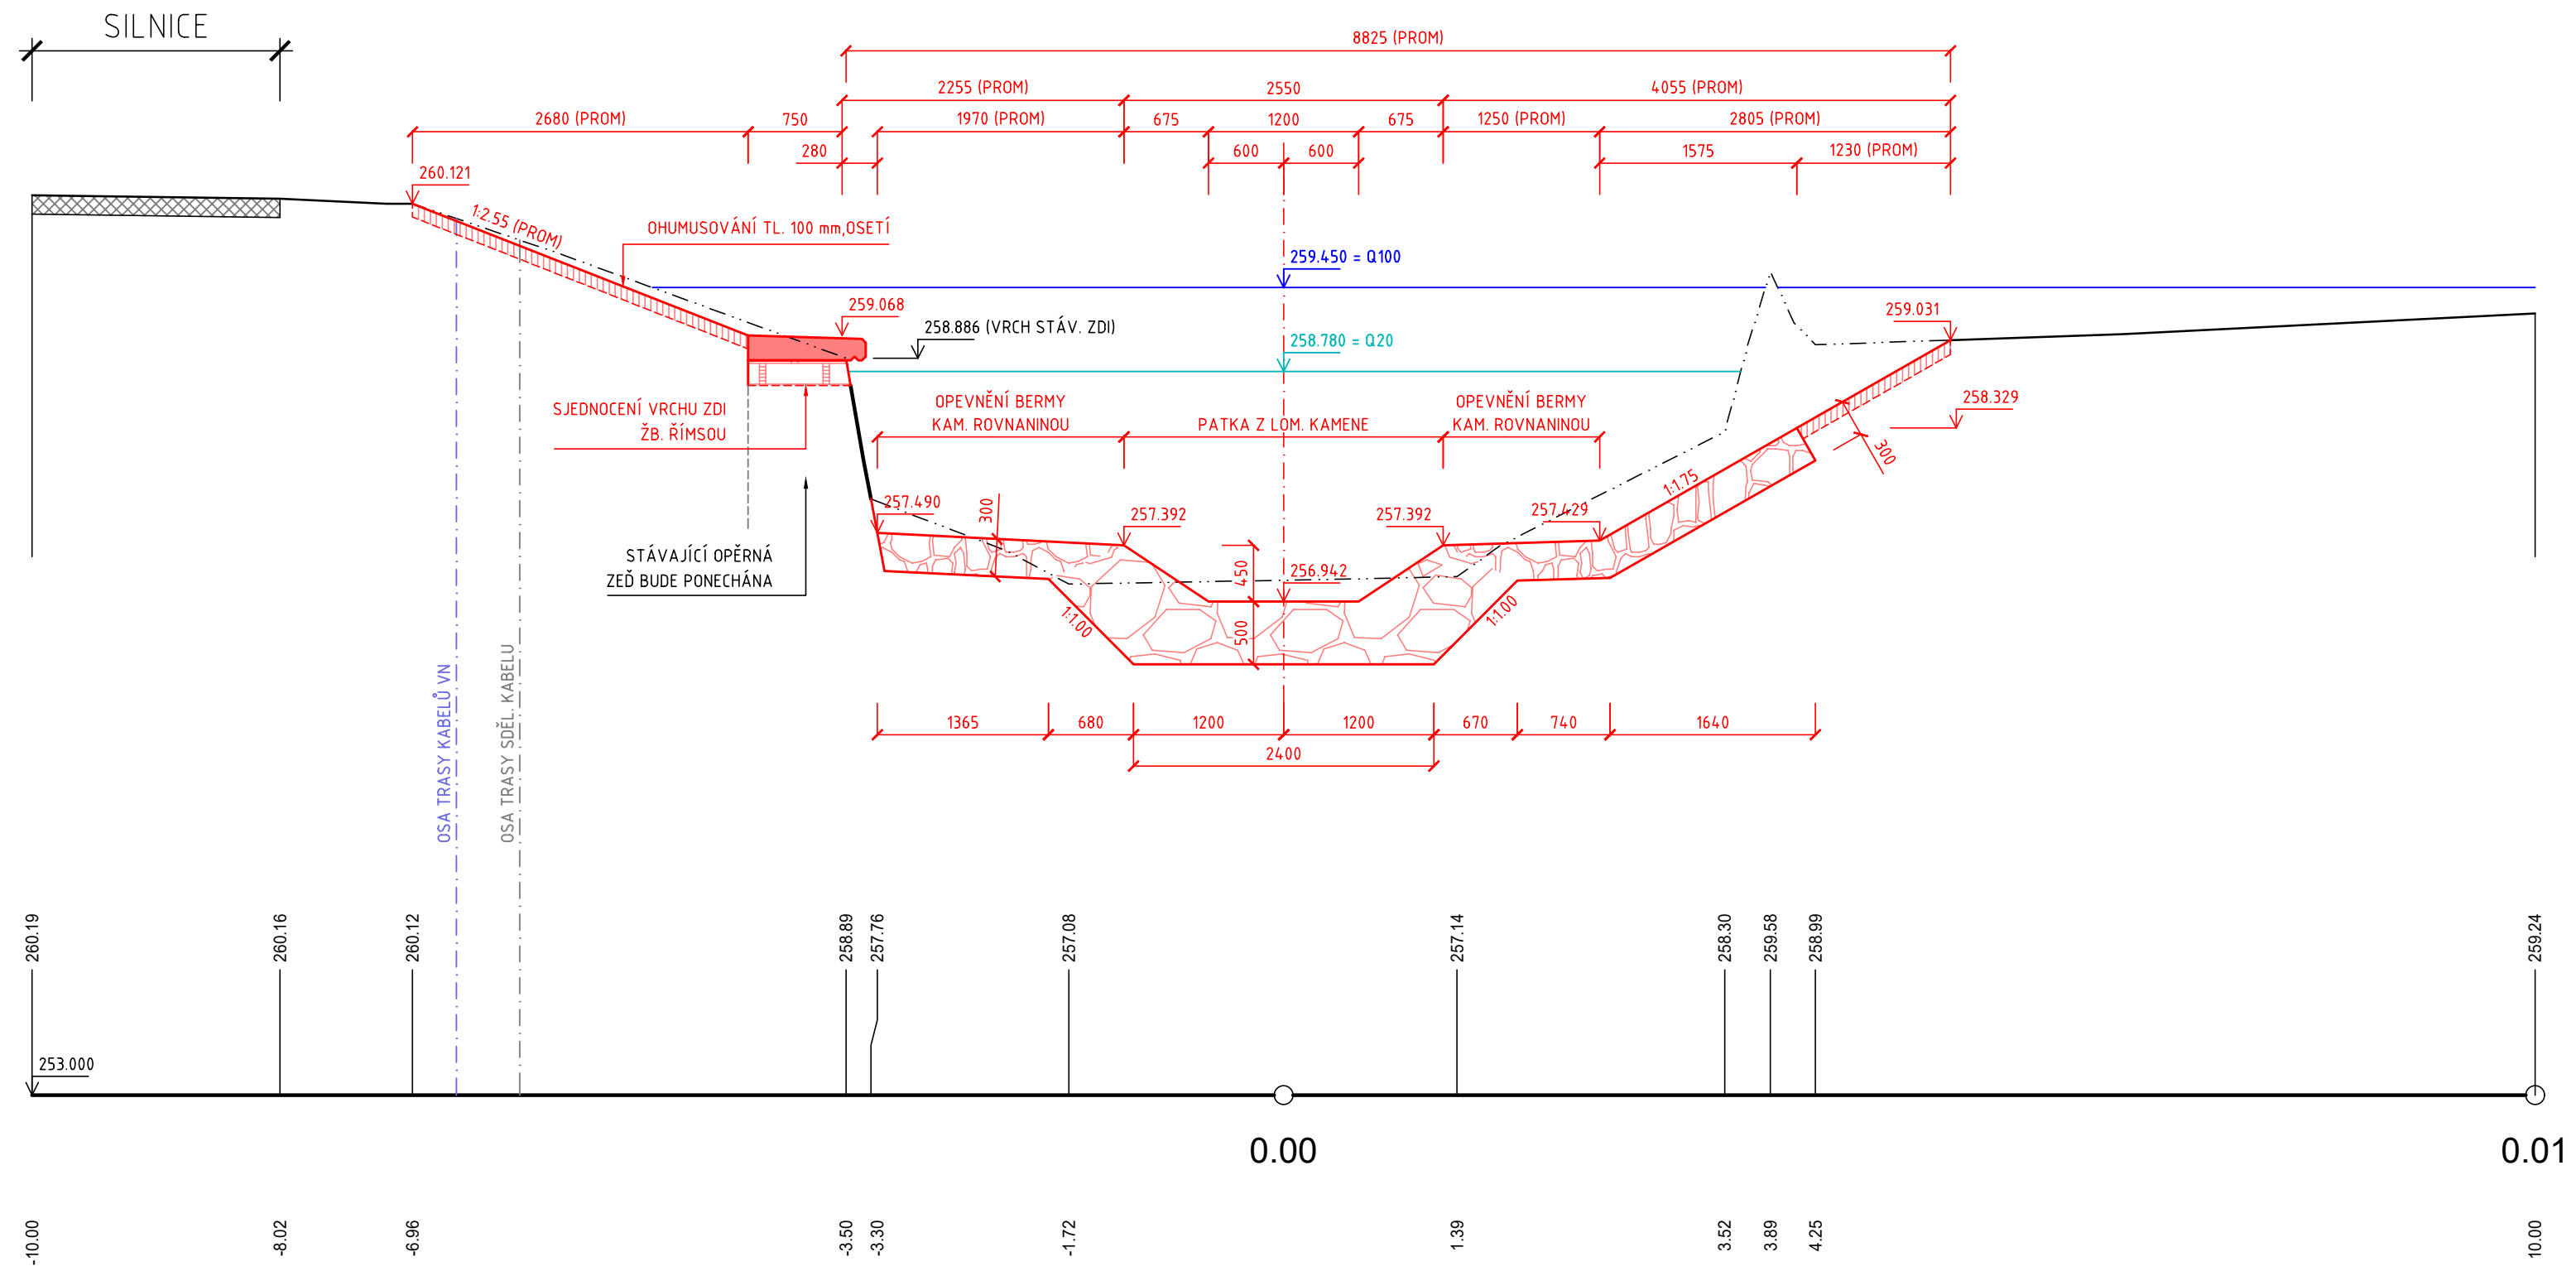 SILNICE
8825 (PROM)
2255 (PROM)
2550
4055 (PROM)
2680 (PROM)
750
1970 (PROM)
675
1200
675
1250 (PROM)
2805 (PROM)
280
600
600
1575
1230 (PROM)
260.121
1:2.55 (PROM)
OHUMUSOVÁNÍ TL. 100 mm,OSETÍ
259.450 = Q100
259.068
258.886 (VRCH STÁV. ZDI)
258.780 = Q20
259.031
SJEDNOCENÍ VRCHU ZDI
ŽB. ŘÍMSOU
OPEVNĚNÍ BERMY
KAM. ROVNANINOU
PATKA Z LOM. KAMENE
OPEVNĚNÍ BERMY
KAM. ROVNANINOU
258.329
300
1:1.75
257.490
300
257.392
257.392
257.429
STÁVAJÍCÍ OPĚRNÁ
ZEĎ BUDE PONECHÁNA
450
256.942
1:1.00
500
1:1.00
OSA TRASY KABELŮ VN
OSA TRASY SDĚL. KABELU
1365
680
1200
1200
670
740
1640
2400
260.19
260.16
260.12
258.89
257.76
257.08
257.14
258.30
259.58
258.99
259.24
253.000
0.00
0.01
-10.00
-8.02
-6.96
-3.50
-3.30
-1.72
1.39
3.52
3.89
4.25
10.00